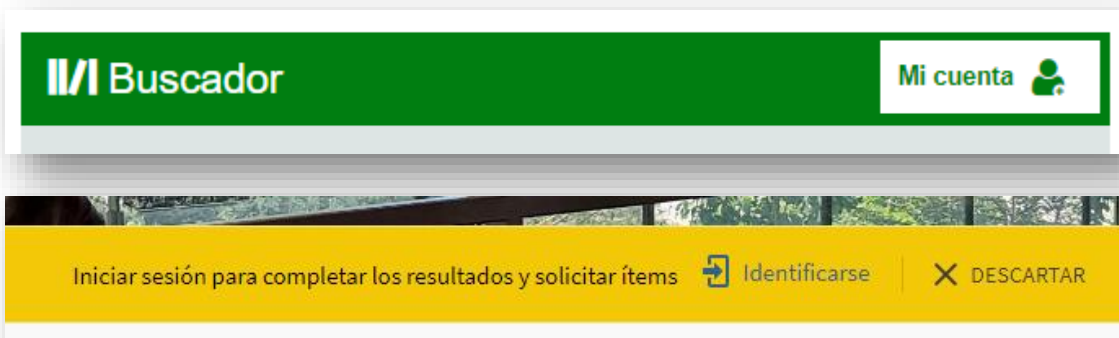 Buscador
Mi cuenta
Iniciar sesión para completar los resultados y solicitar ítems Identificarse DESCARTAR